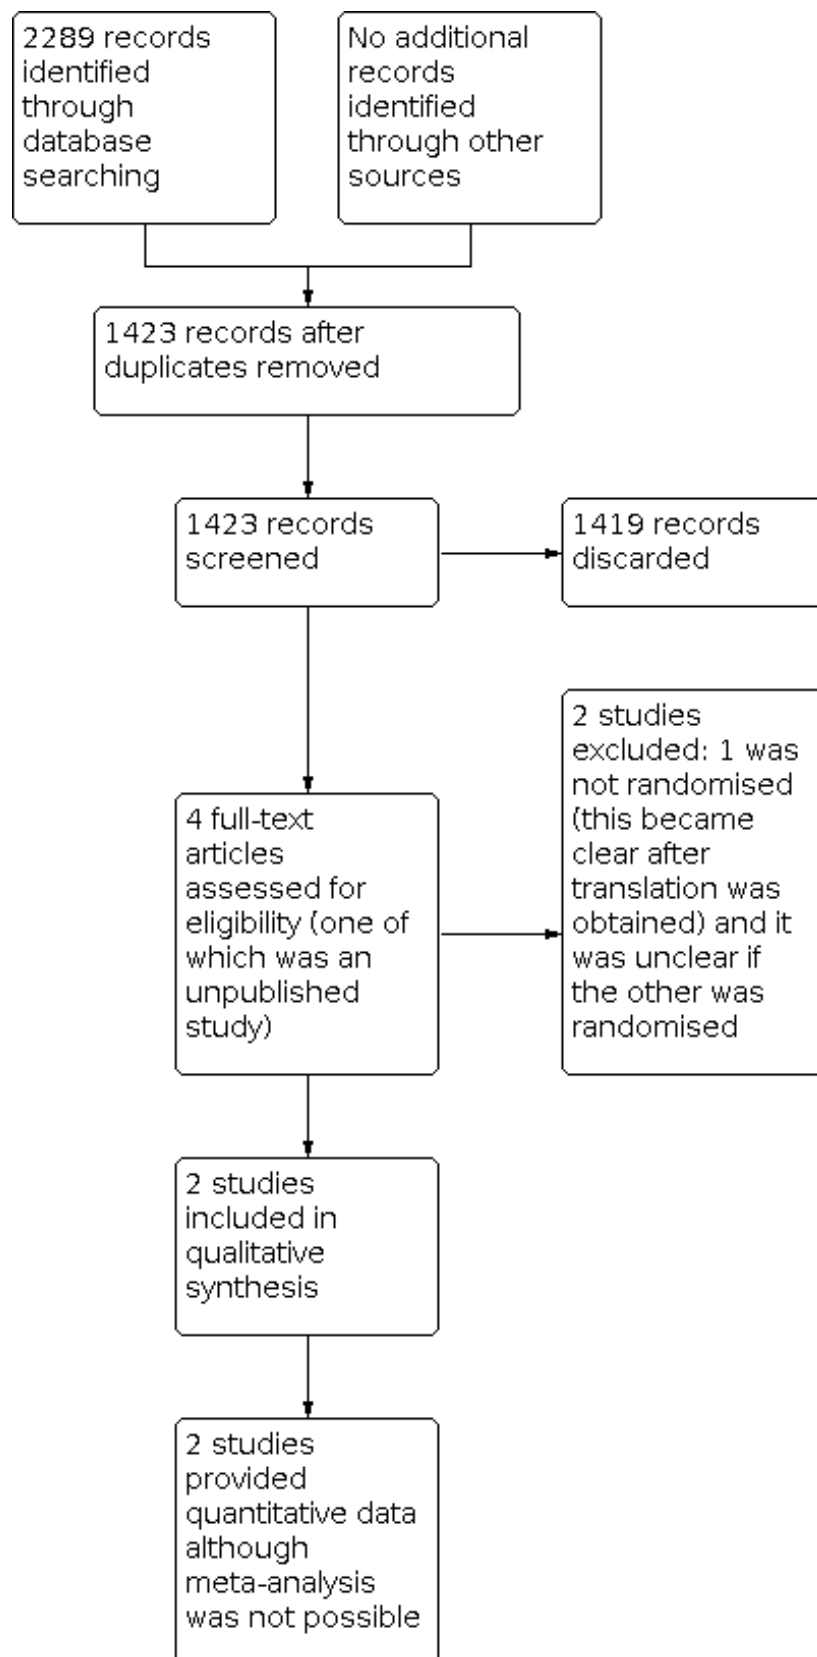 2289 records
identified
through
database
searching
No additional
records
identified
through other
sources
1423 records after
duplicates removed
1423 records
screened
1419 records
discarded
2 studies
excluded: 1 was
not randomised
(this became
clear after
translation was
obtained) and it
was unclear if
the other was
randomised
4 full-text
articles
assessed for
eligibility (one of
which was an
unpublished
study)
2 studies
included in
qualitative
synthesis
2 studies
provided
quantitative data
although
meta-analysis
was not possible